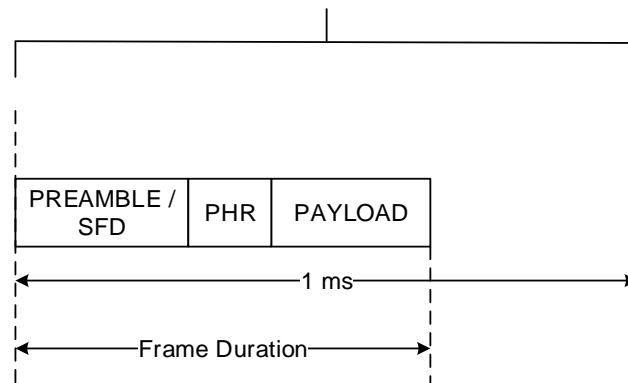 PREAMBLE /
SFD
PHR
PAYLOAD
1 ms
Frame Duration